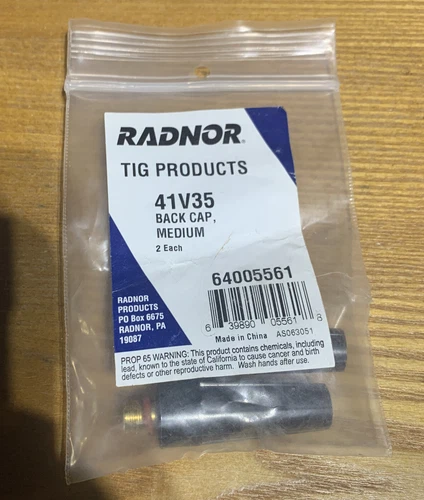 RADNOR®
TIG PRODUCTS
41V35
BACK CAP,
MEDIUM
2 Each
64005561
6 39890 05561 8
Made in China AS063051
RADNOR
PRODUCTS
PO Box 6675
RADNOR, PA
19087
PROP 65 WARNING: This product contains chemicals, including
lead, known to the state of California to cause cancer and birth
defects or other reproductive harm. Wash hands after use.